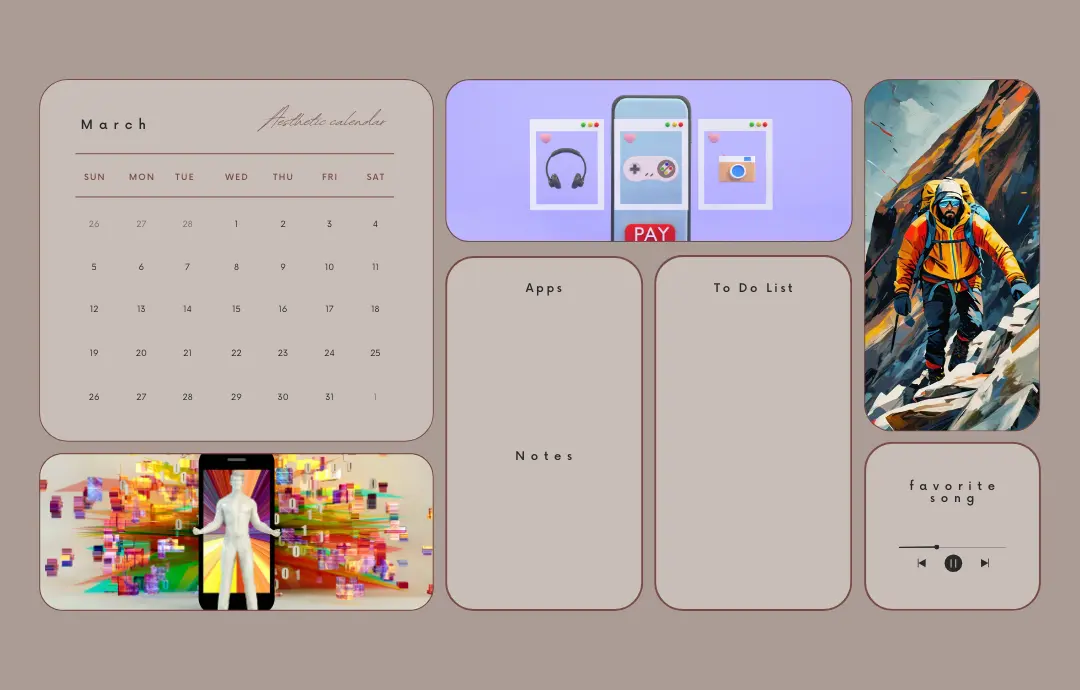 March
Aesthetic calendar
SUN MON TUE WED THU FRI SAT
26 27 28 1 2 3 4
5 6 7 8 9 10 11
12 13 14 15 16 17 18
19 20 21 22 23 24 25
26 27 28 29 30 31 1
PAY
Apps
Notes
To Do List
favorite
song